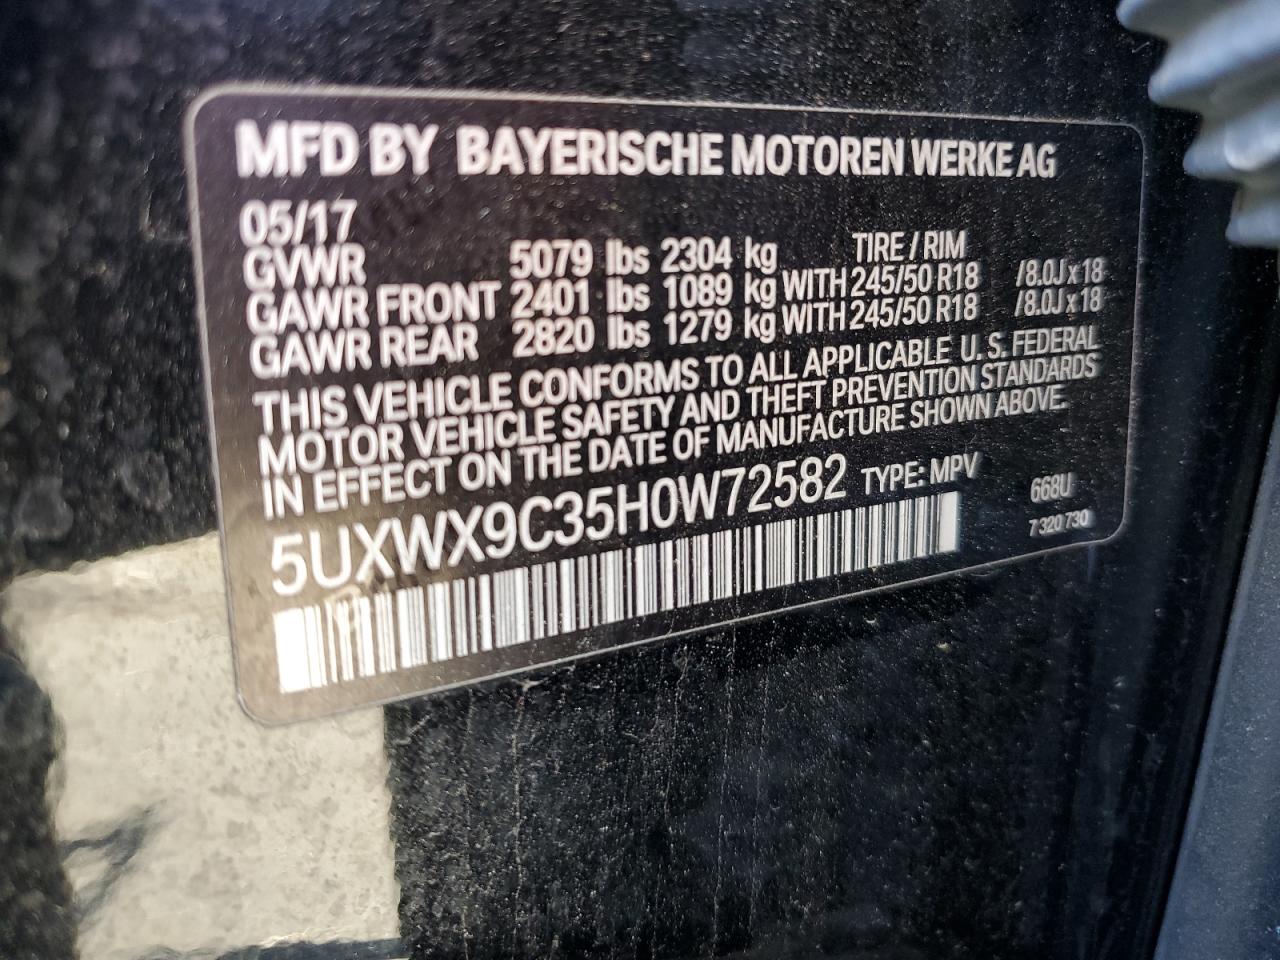 MFD BY BAYERISCHE MOTOREN WERKE AG
05/17
GVWR 5079 lbs 2304 kg TIRE / RIM
GAWR FRONT 2401 lbs 1089 kg WITH 245/50 R18 /8.0J x 18
GAWR REAR 2820 lbs 1279 kg WITH 245/50 R18 /8.0J x 18
THIS VEHICLE CONFORMS TO ALL APPLICABLE U.S. FEDERAL
MOTOR VEHICLE SAFETY AND THEFT PREVENTION STANDARDS
IN EFFECT ON THE DATE OF MANUFACTURE SHOWN ABOVE.
5UXWX9C35H0W72582 TYPE: MPV 668U
7 320 730